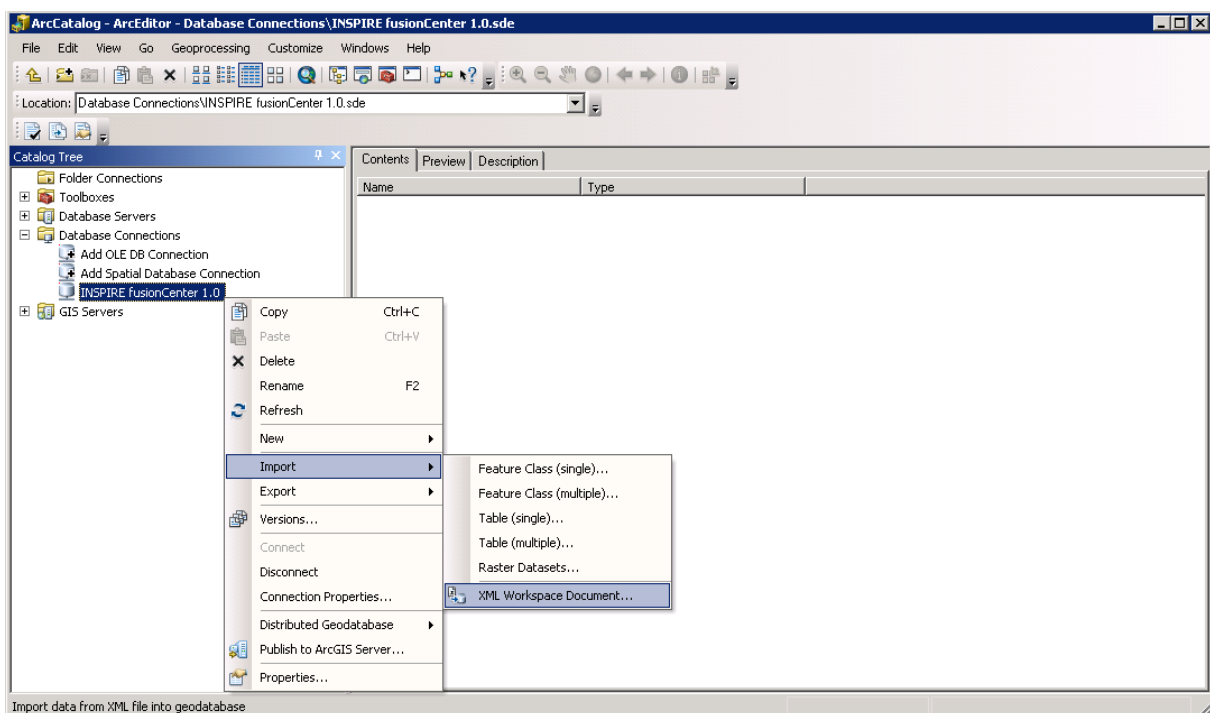 ArcCatalog - ArcEditor - Database Connections\INSPIRE fusionCenter 1.0.sde
File Edit View Go Geoprocessing Customize Windows Help
Location: Database Connections\INSPIRE fusionCenter 1.0.sde
Catalog Tree
Folder Connections
Toolboxes
Database Servers
Database Connections
Add OLE DB Connection
Add Spatial Database Connection
INSPIRE fusionCenter 1.0
GIS Servers
Contents Preview Description
Name Type
Copy Ctrl+C
Paste Ctrl+V
Delete
Rename F2
Refresh
New
Import
Export
Versions...
Connect
Disconnect
Connection Properties...
Distributed Geodatabase
Publish to ArcGIS Server...
Properties...
Feature Class (single)...
Feature Class (multiple)...
Table (single)...
Table (multiple)...
Raster Datasets...
XML Workspace Document...
Import data from XML file into geodatabase